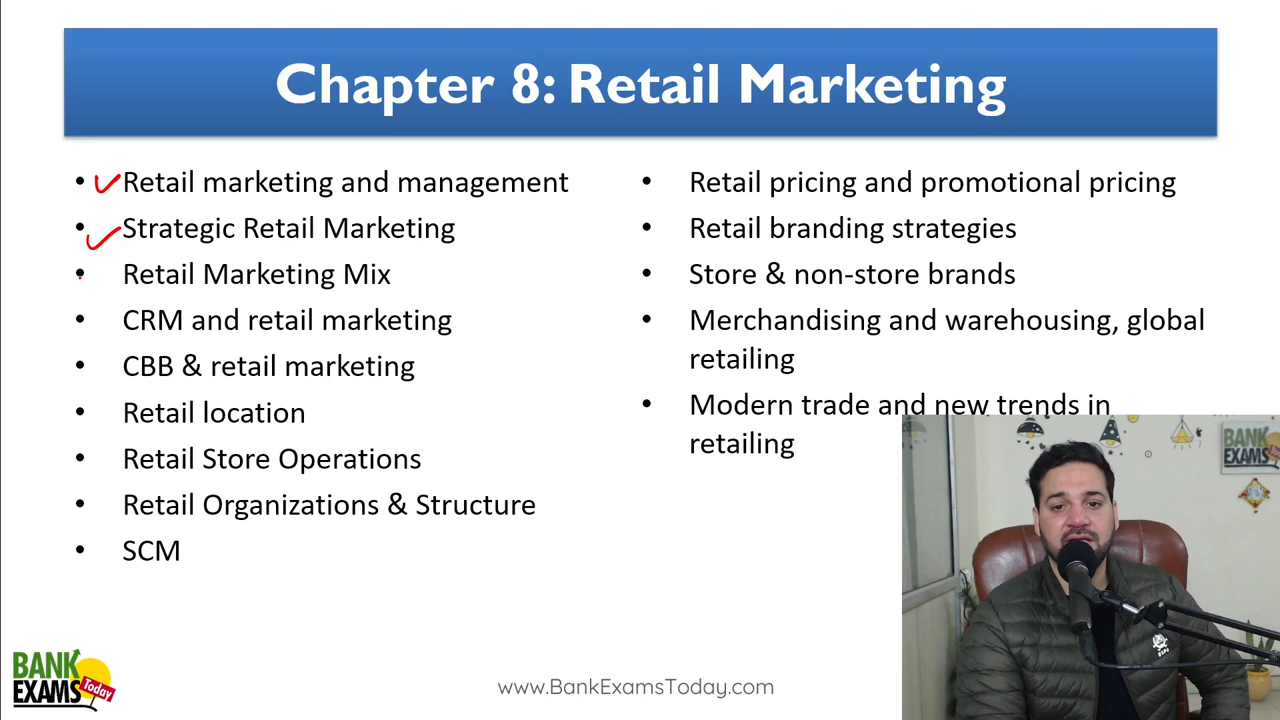 Chapter 8: Retail Marketing
• Retail marketing and management
• Strategic Retail Marketing
• Retail Marketing Mix
• CRM and retail marketing
• CBB & retail marketing
• Retail location
• Retail Store Operations
• Retail Organizations & Structure
• SCM
• Retail pricing and promotional pricing
• Retail branding strategies
• Store & non-store brands
• Merchandising and warehousing, global
retailing
• Modern trade and new trends in
retailing
BANK
EXAMS
BANK
EXAMS
Today
www.BankExamsToday.com